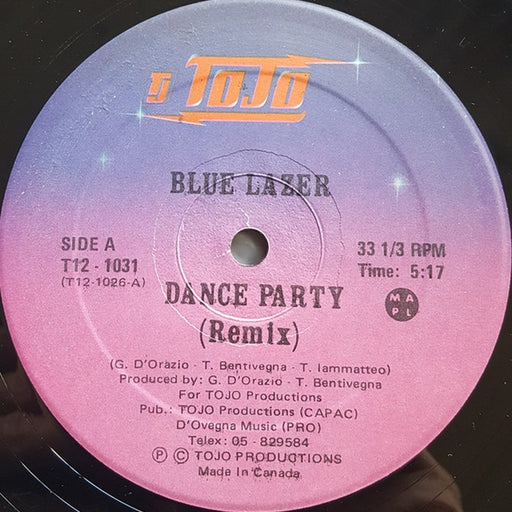 TJ ToJo
BLUE LAZER
SIDE A
T12 - 1031
(T12-1026-A)
33 1/3 RPM
Time: 5:17
DANCE PARTY
(Remix)
M A
P L
(G. D'Orazio - T. Bentivegna - T. Iammatteo)
Produced by: G. D'Orazio - T. Bentivegna
For TOJO Productions
Pub.: TOJO Productions (CAPAC)
D'Ovegna Music (PRO)
Telex: 05 - 829584
Ⓟ © TOJO PRODUCTIONS
Made In Canada